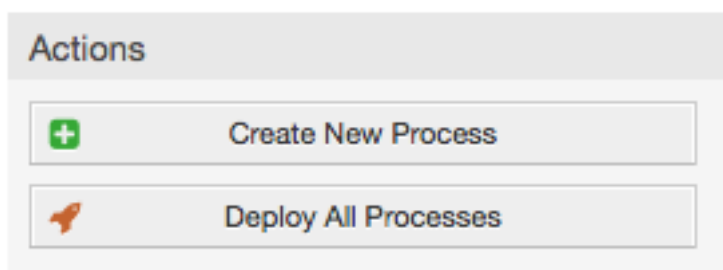 Actions
Create New Process
Deploy All Processes